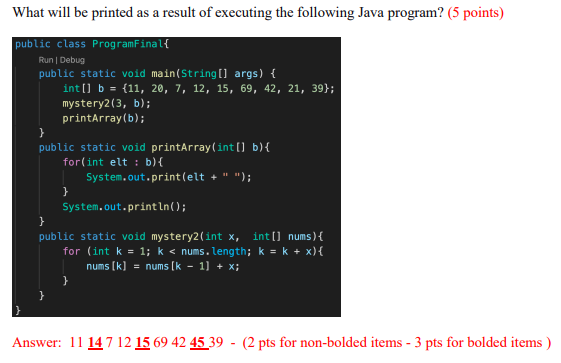 What will be printed as a result of executing the following Java program? (5 points)
public class ProgramFinal{
Run | Debug
public static void main(String[] args) {
int[] b = {11, 20, 7, 12, 15, 69, 42, 21, 39};
mystery2(3, b);
printArray(b);
}
public static void printArray(int[] b){
for(int elt : b){
System.out.print(elt + " ");
}
System.out.println();
}
public static void mystery2(int x, int[] nums){
for (int k = 1; k < nums.length; k = k + x){
nums[k] = nums[k - 1] + x;
}
}
}
Answer: 11 14 7 12 15 69 42 45 39 - (2 pts for non-bolded items - 3 pts for bolded items )